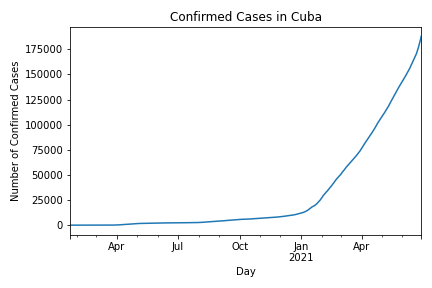 Confirmed Cases in Cuba
Number of Confirmed Cases
175000
150000
125000
100000
75000
50000
25000
0
Apr
Jul
Oct
Jan
2021
Apr
Day